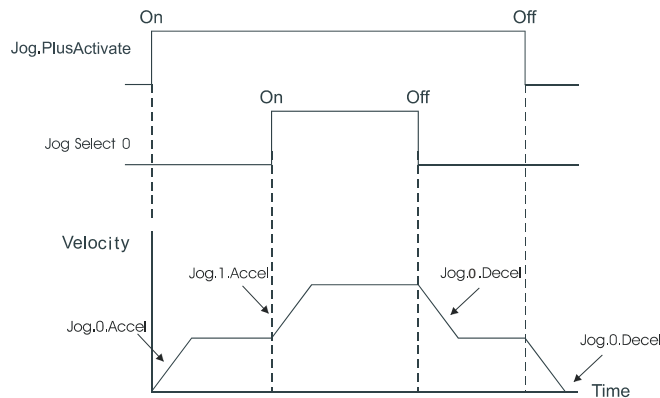 On Off
Jog.PlusActivate
On Off
Jog Select 0
Velocity
Jog.1.Accel Jog.0.Decel
Jog.0.Accel Jog.0.Decel
Time